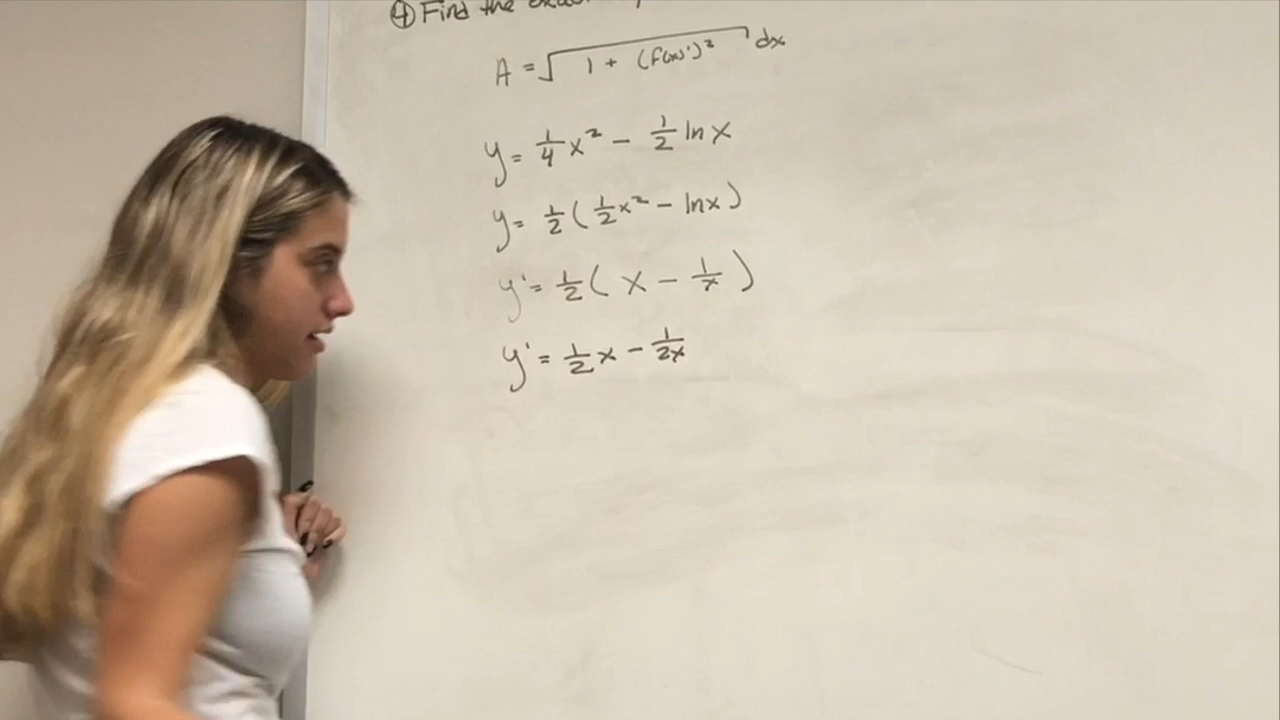 ④ Find the exact
A = √ 1 + (f(x)')² dx
y = 1/4 x² - 1/2 ln x
y = 1/2 ( 1/2 x² - ln x )
y' = 1/2 ( x - 1/x )
y' = 1/2 x - 1/2x